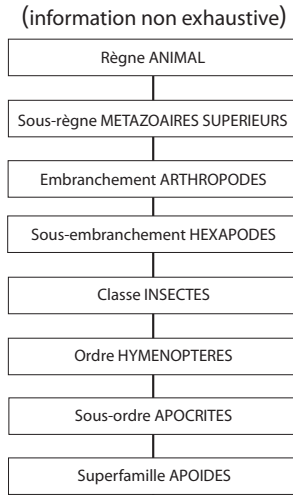 (information non exhaustive)
Règne ANIMAL
Sous-règne METAZOAIRES SUPERIEURS
Embranchement ARTHROPODES
Sous-embranchement HEXAPODES
Classe INSECTES
Ordre HYMENOPTERES
Sous-ordre APOCRITES
Superfamille APOIDES